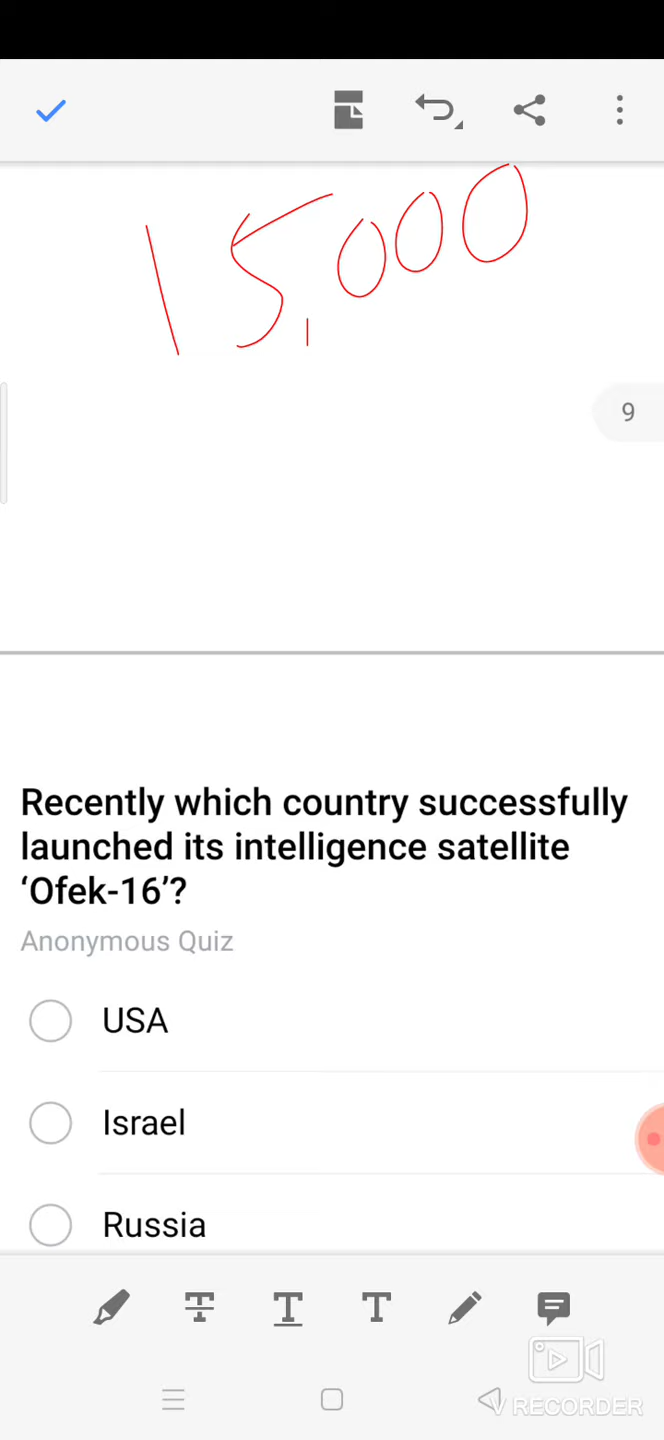 15,000
9
Recently which country successfully
launched its intelligence satellite
‘Ofek-16’?
Anonymous Quiz
USA
Israel
Russia
V RECORDER